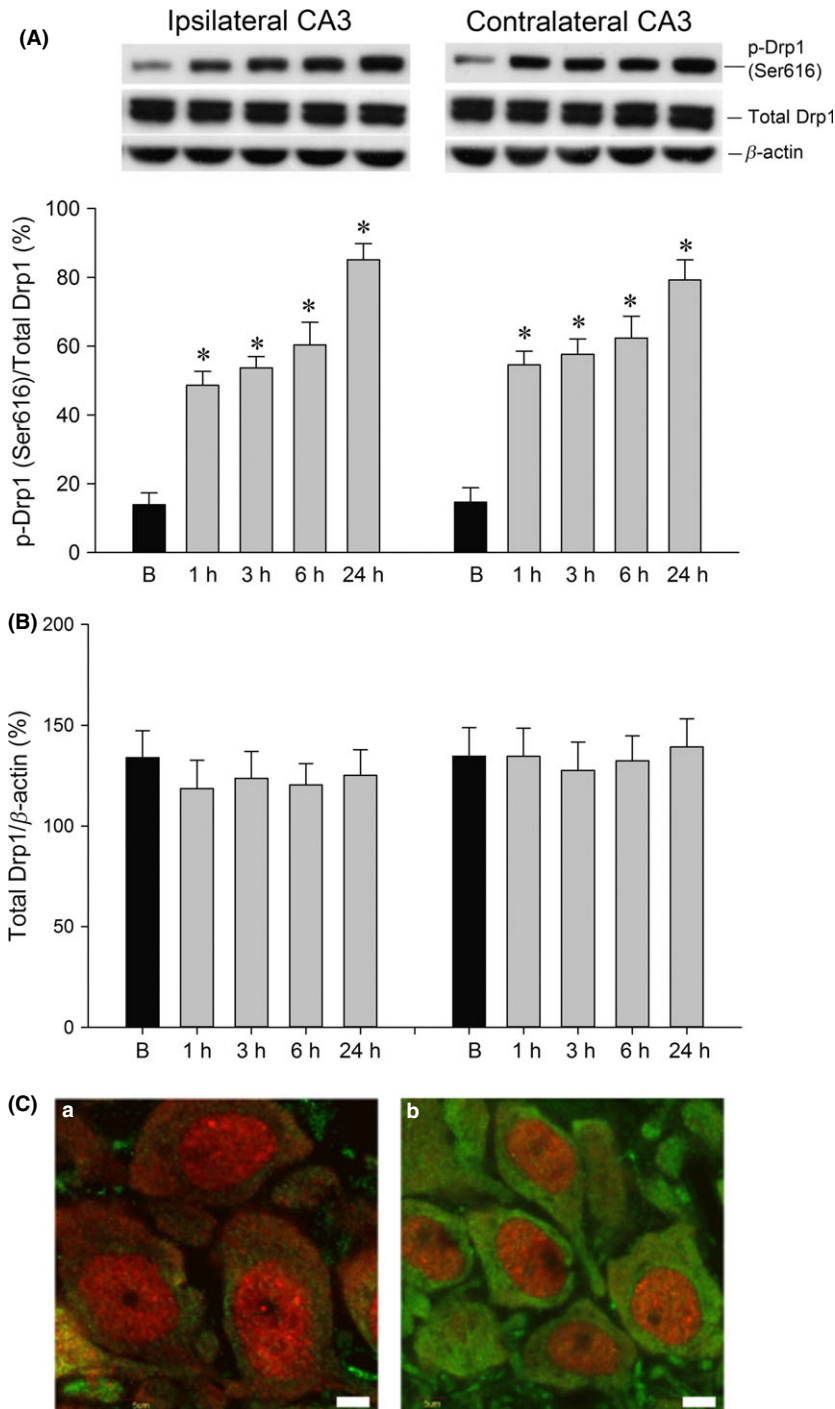 (A)
Ipsilateral CA3
Contralateral CA3
p-Drp1
(Ser616)
Total Drp1
β-actin
p-Drp1 (Ser616)/Total Drp1 (%)
100
80
60
40
20
0
* * * *
* * * *
B 1 h 3 h 6 h 24 h
B 1 h 3 h 6 h 24 h
(B)
Total Drp1/β-actin (%)
200
150
100
50
0
B 1 h 3 h 6 h 24 h
B 1 h 3 h 6 h 24 h
(C)
a
b
5μm
5μm